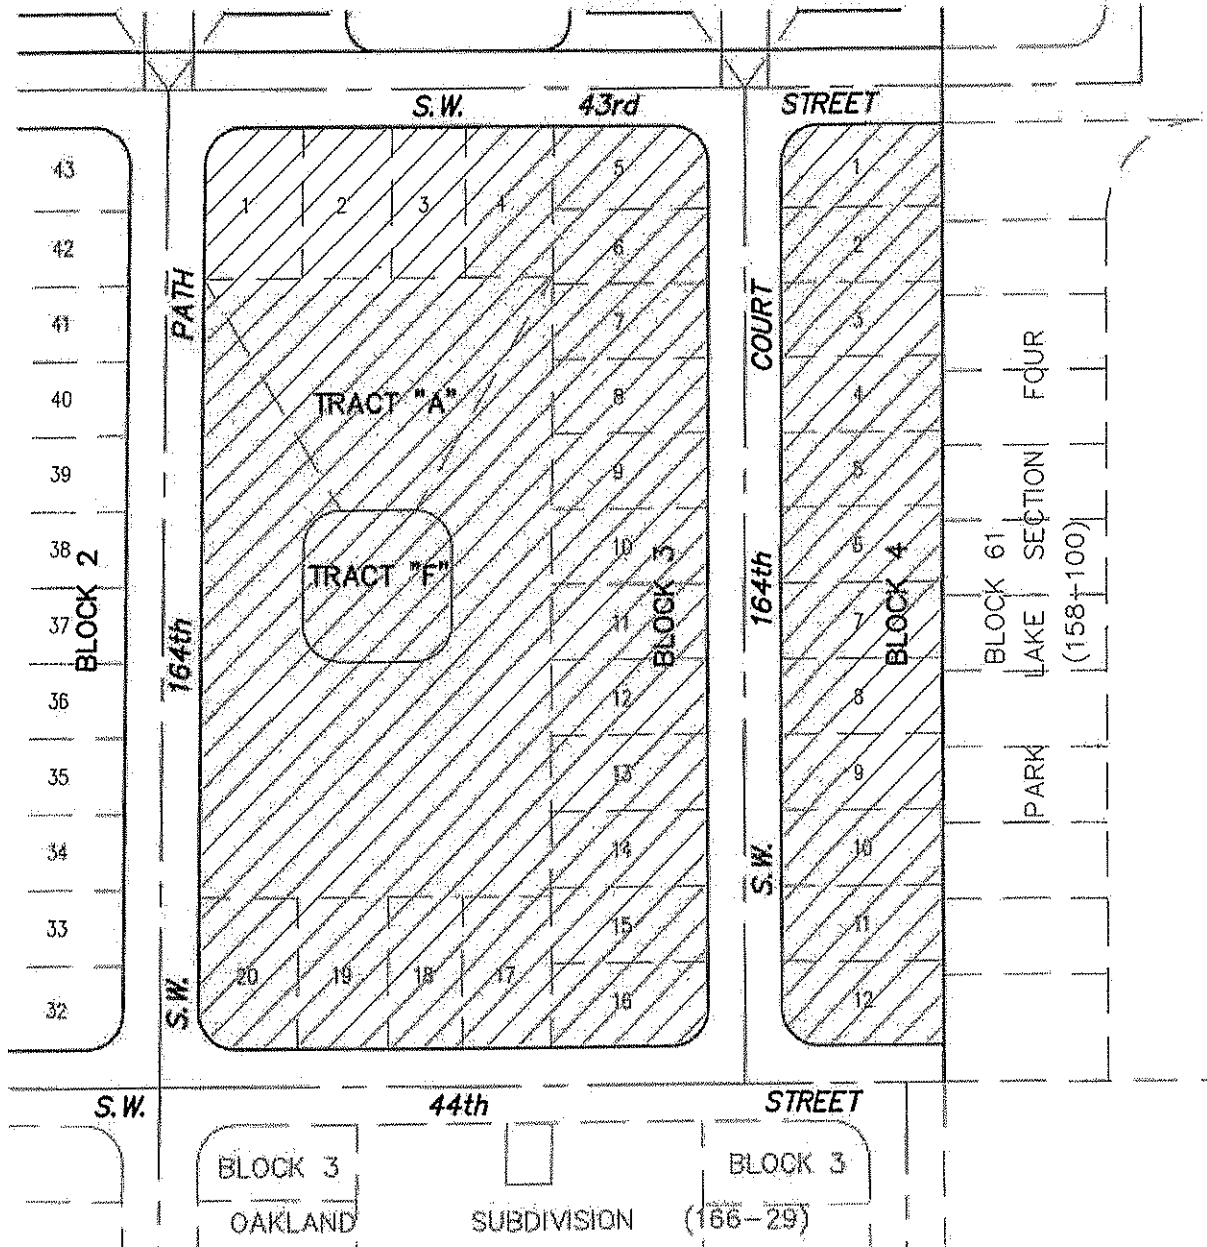 S.W. 43rd STREET
43
42
41
40
39
38
37
36
35
34
33
32
BLOCK 2
S.W. 164th PATH
1 2 3 4
5
6
7
8
9
10
11
12
13
14
15
16
20 19 18 17
TRACT "A"
TRACT "F"
BLOCK 3
S.W. 164th COURT
1
2
3
4
5
6
7
8
9
10
11
12
BLOCK 4
BLOCK 61
PARK LAKE SECTION FOUR
(158-100)
S.W. 44th STREET
BLOCK 3
BLOCK 3
OAKLAND SUBDIVISION (166-29)